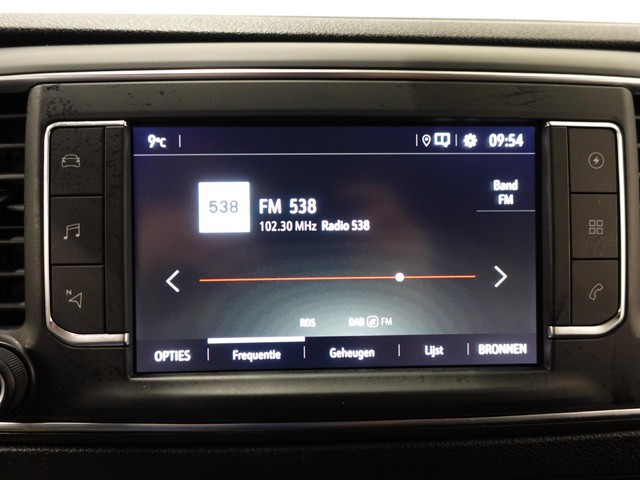 9°C
09:54
538
FM 538
102.30 MHz Radio 538
Band
FM
RDS
DAB FM
OPTIES
Frequentie
Geheugen
Lijst
BRONNEN
N